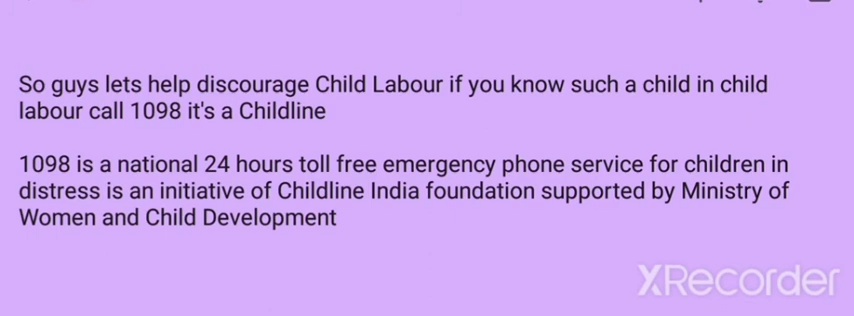 So guys lets help discourage Child Labour if you know such a child in child
labour call 1098 it's a Childline
1098 is a national 24 hours toll free emergency phone service for children in
distress is an initiative of Childline India foundation supported by Ministry of
Women and Child Development
XRecorder